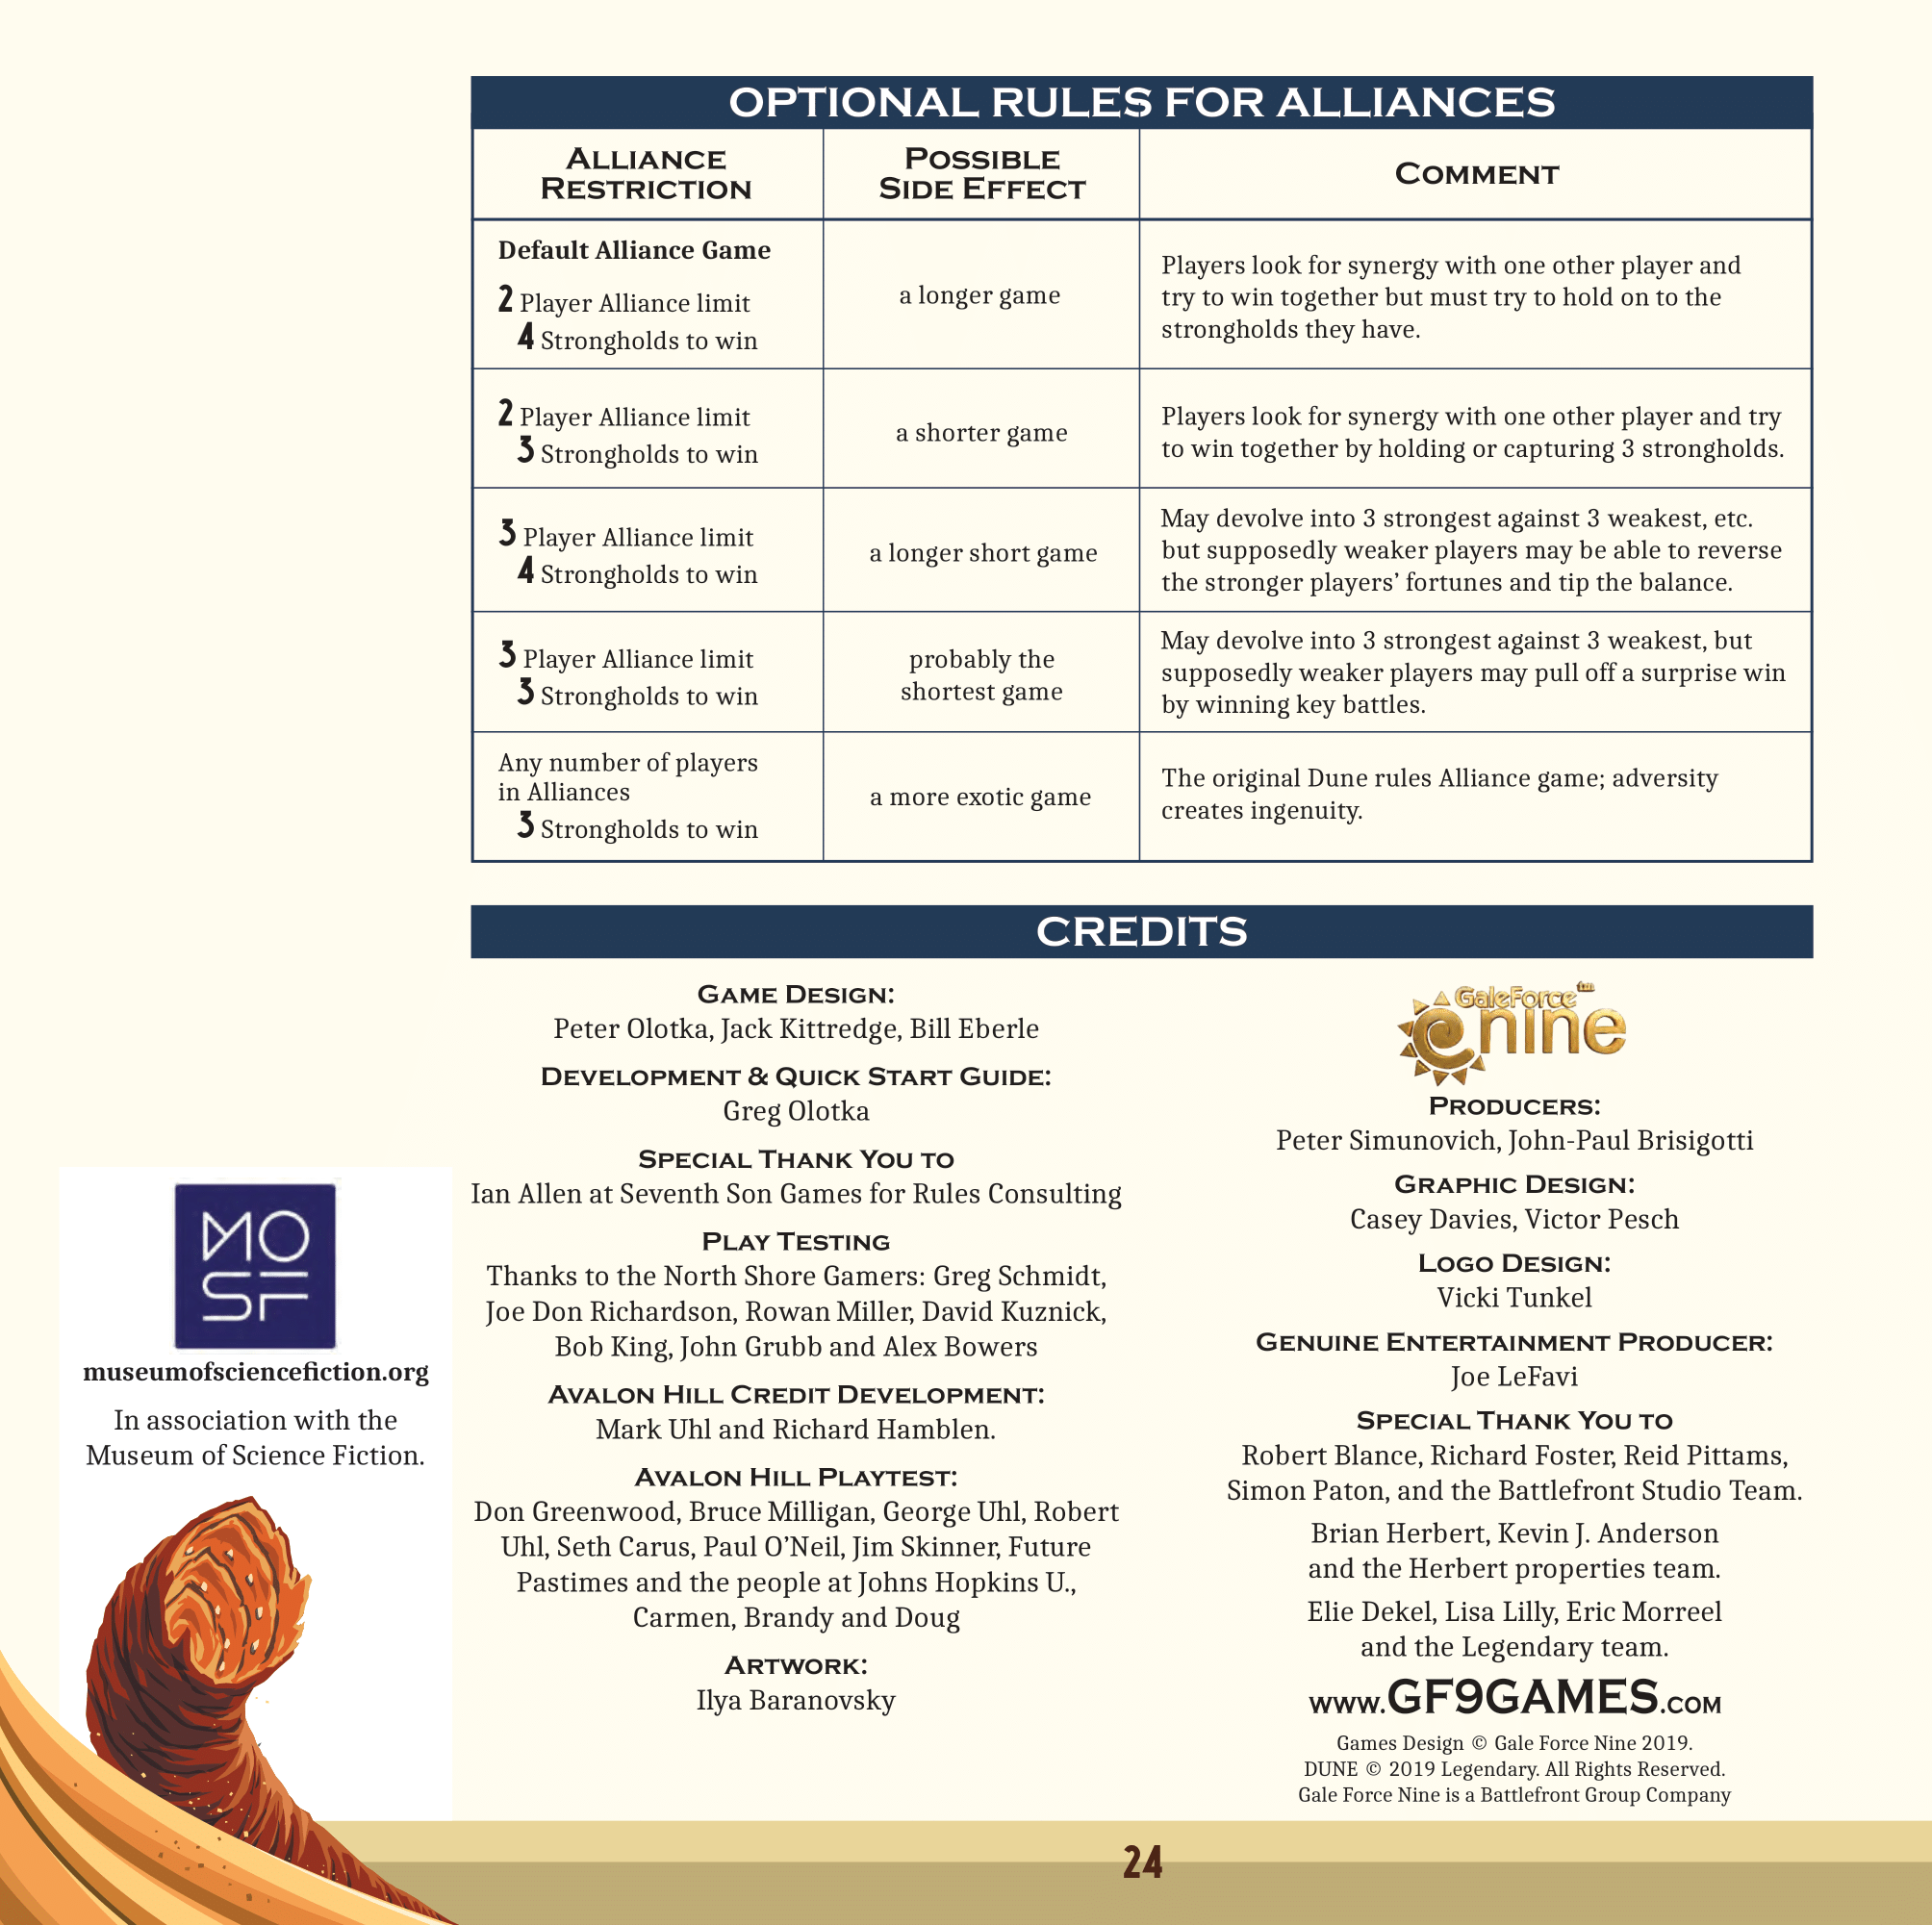 OPTIONAL RULES FOR ALLIANCES
ALLIANCE
RESTRICTION
POSSIBLE
SIDE EFFECT
COMMENT
Default Alliance Game
2 Player Alliance limit
4 Strongholds to win
a longer game
Players look for synergy with one other player and
try to win together but must try to hold on to the
strongholds they have.
2 Player Alliance limit
3 Strongholds to win
a shorter game
Players look for synergy with one other player and try
to win together by holding or capturing 3 strongholds.
3 Player Alliance limit
4 Strongholds to win
a longer short game
May devolve into 3 strongest against 3 weakest, etc.
but supposedly weaker players may be able to reverse
the stronger players’ fortunes and tip the balance.
3 Player Alliance limit
3 Strongholds to win
probably the
shortest game
May devolve into 3 strongest against 3 weakest, but
supposedly weaker players may pull off a surprise win
by winning key battles.
Any number of players
in Alliances
3 Strongholds to win
a more exotic game
The original Dune rules Alliance game; adversity
creates ingenuity.
CREDITS
GAME DESIGN:
Peter Olotka, Jack Kittredge, Bill Eberle
DEVELOPMENT & QUICK START GUIDE:
Greg Olotka
SPECIAL THANK YOU TO
Ian Allen at Seventh Son Games for Rules Consulting
PLAY TESTING
Thanks to the North Shore Gamers: Greg Schmidt,
Joe Don Richardson, Rowan Miller, David Kuznick,
Bob King, John Grubb and Alex Bowers
AVALON HILL CREDIT DEVELOPMENT:
Mark Uhl and Richard Hamblen.
AVALON HILL PLAYTEST:
Don Greenwood, Bruce Milligan, George Uhl, Robert
Uhl, Seth Carus, Paul O’Neil, Jim Skinner, Future
Pastimes and the people at Johns Hopkins U.,
Carmen, Brandy and Doug
ARTWORK:
Ilya Baranovsky
GaleForce
nine
PRODUCERS:
Peter Simunovich, John-Paul Brisigotti
GRAPHIC DESIGN:
Casey Davies, Victor Pesch
LOGO DESIGN:
Vicki Tunkel
GENUINE ENTERTAINMENT PRODUCER:
Joe LeFavi
SPECIAL THANK YOU TO
Robert Blance, Richard Foster, Reid Pittams,
Simon Paton, and the Battlefront Studio Team.
Brian Herbert, Kevin J. Anderson
and the Herbert properties team.
Elie Dekel, Lisa Lilly, Eric Morreel
and the Legendary team.
WWW.GF9GAMES.COM
Games Design © Gale Force Nine 2019.
DUNE © 2019 Legendary. All Rights Reserved.
Gale Force Nine is a Battlefront Group Company
MO
SF
museumofsciencefiction.org
In association with the
Museum of Science Fiction.
24